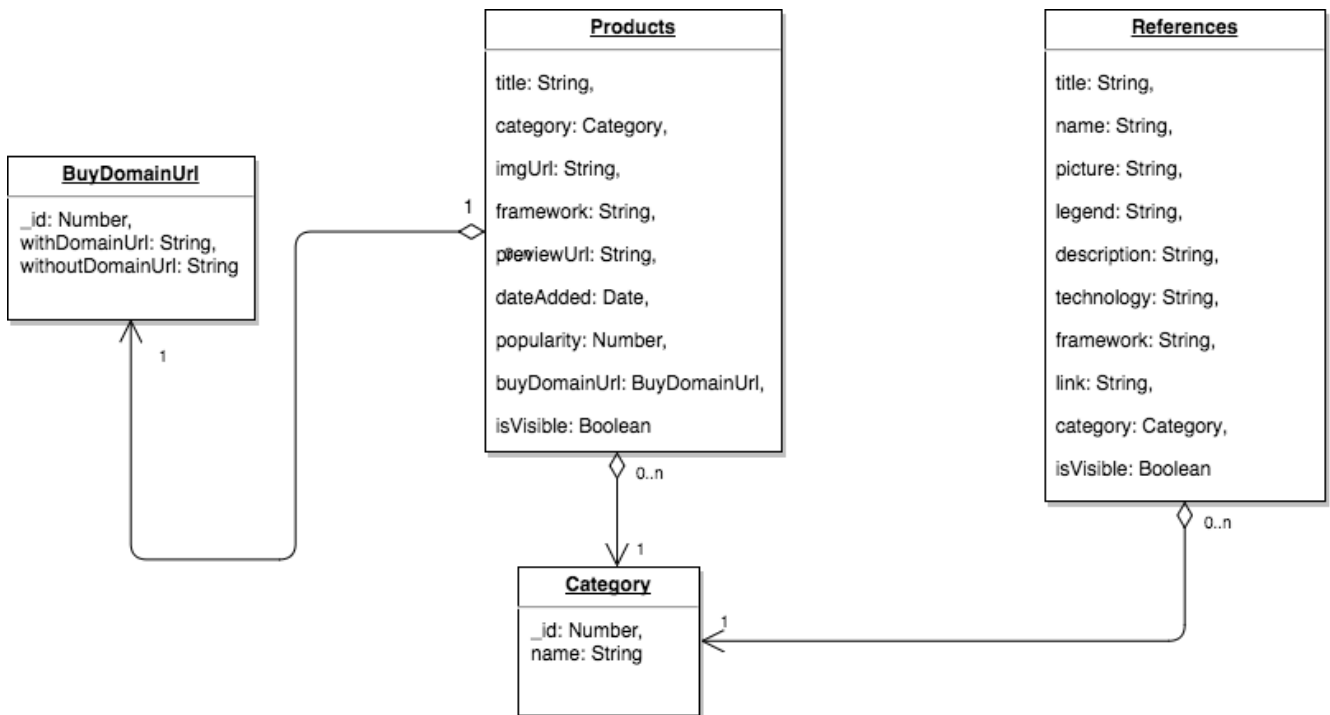 Products
title: String,
category: Category,
imgUrl: String,
framework: String,
previewUrl: String,
dateAdded: Date,
popularity: Number,
buyDomainUrl: BuyDomainUrl,
isVisible: Boolean
References
title: String,
name: String,
picture: String,
legend: String,
description: String,
technology: String,
framework: String,
link: String,
category: Category,
isVisible: Boolean
BuyDomainUrl
_id: Number,
withDomainUrl: String,
withoutDomainUrl: String
1
1
0..n
1
0..n
1
Category
_id: Number,
name: String